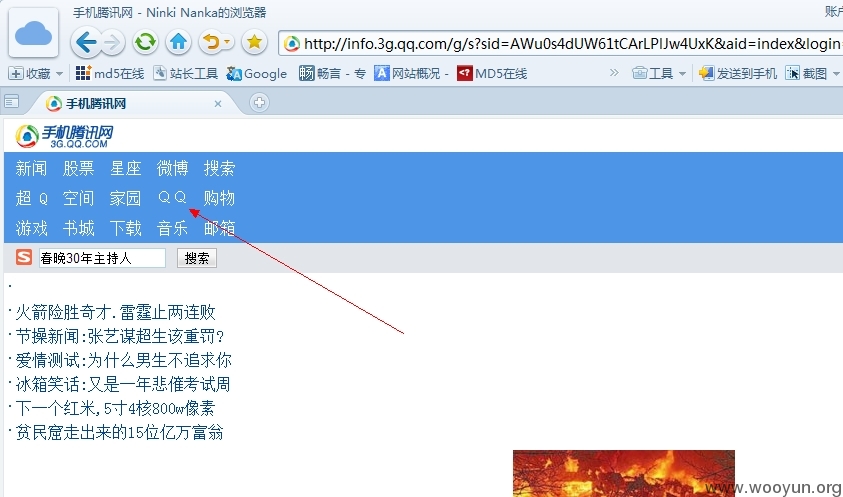 手机腾讯网 - Ninki Nanka的浏览器
http://info.3g.qq.com/g/s?sid=AWu0s4dUW61tCArLPlJw4UxK&aid=index&login
收藏 md5在线 站长工具 Google 畅言 - 专 网站概况 - MD5在线 » 工具 发送到手机 截图
手机腾讯网
手机腾讯网
3G.QQ.COM
新闻 股票 星座 微博 搜索
超 Q 空间 家园 QQ 购物
游戏 书城 下载 音乐 邮箱
春晚30年主持人 搜索
火箭险胜奇才.雷霆止两连败
节操新闻:张艺谋超生该重罚?
爱情测试:为什么男生不追求你
冰箱笑话:又是一年悲催考试周
下一个红米,5寸4核800w像素
贫民窟走出来的15位亿万富翁
www.wooyun.org